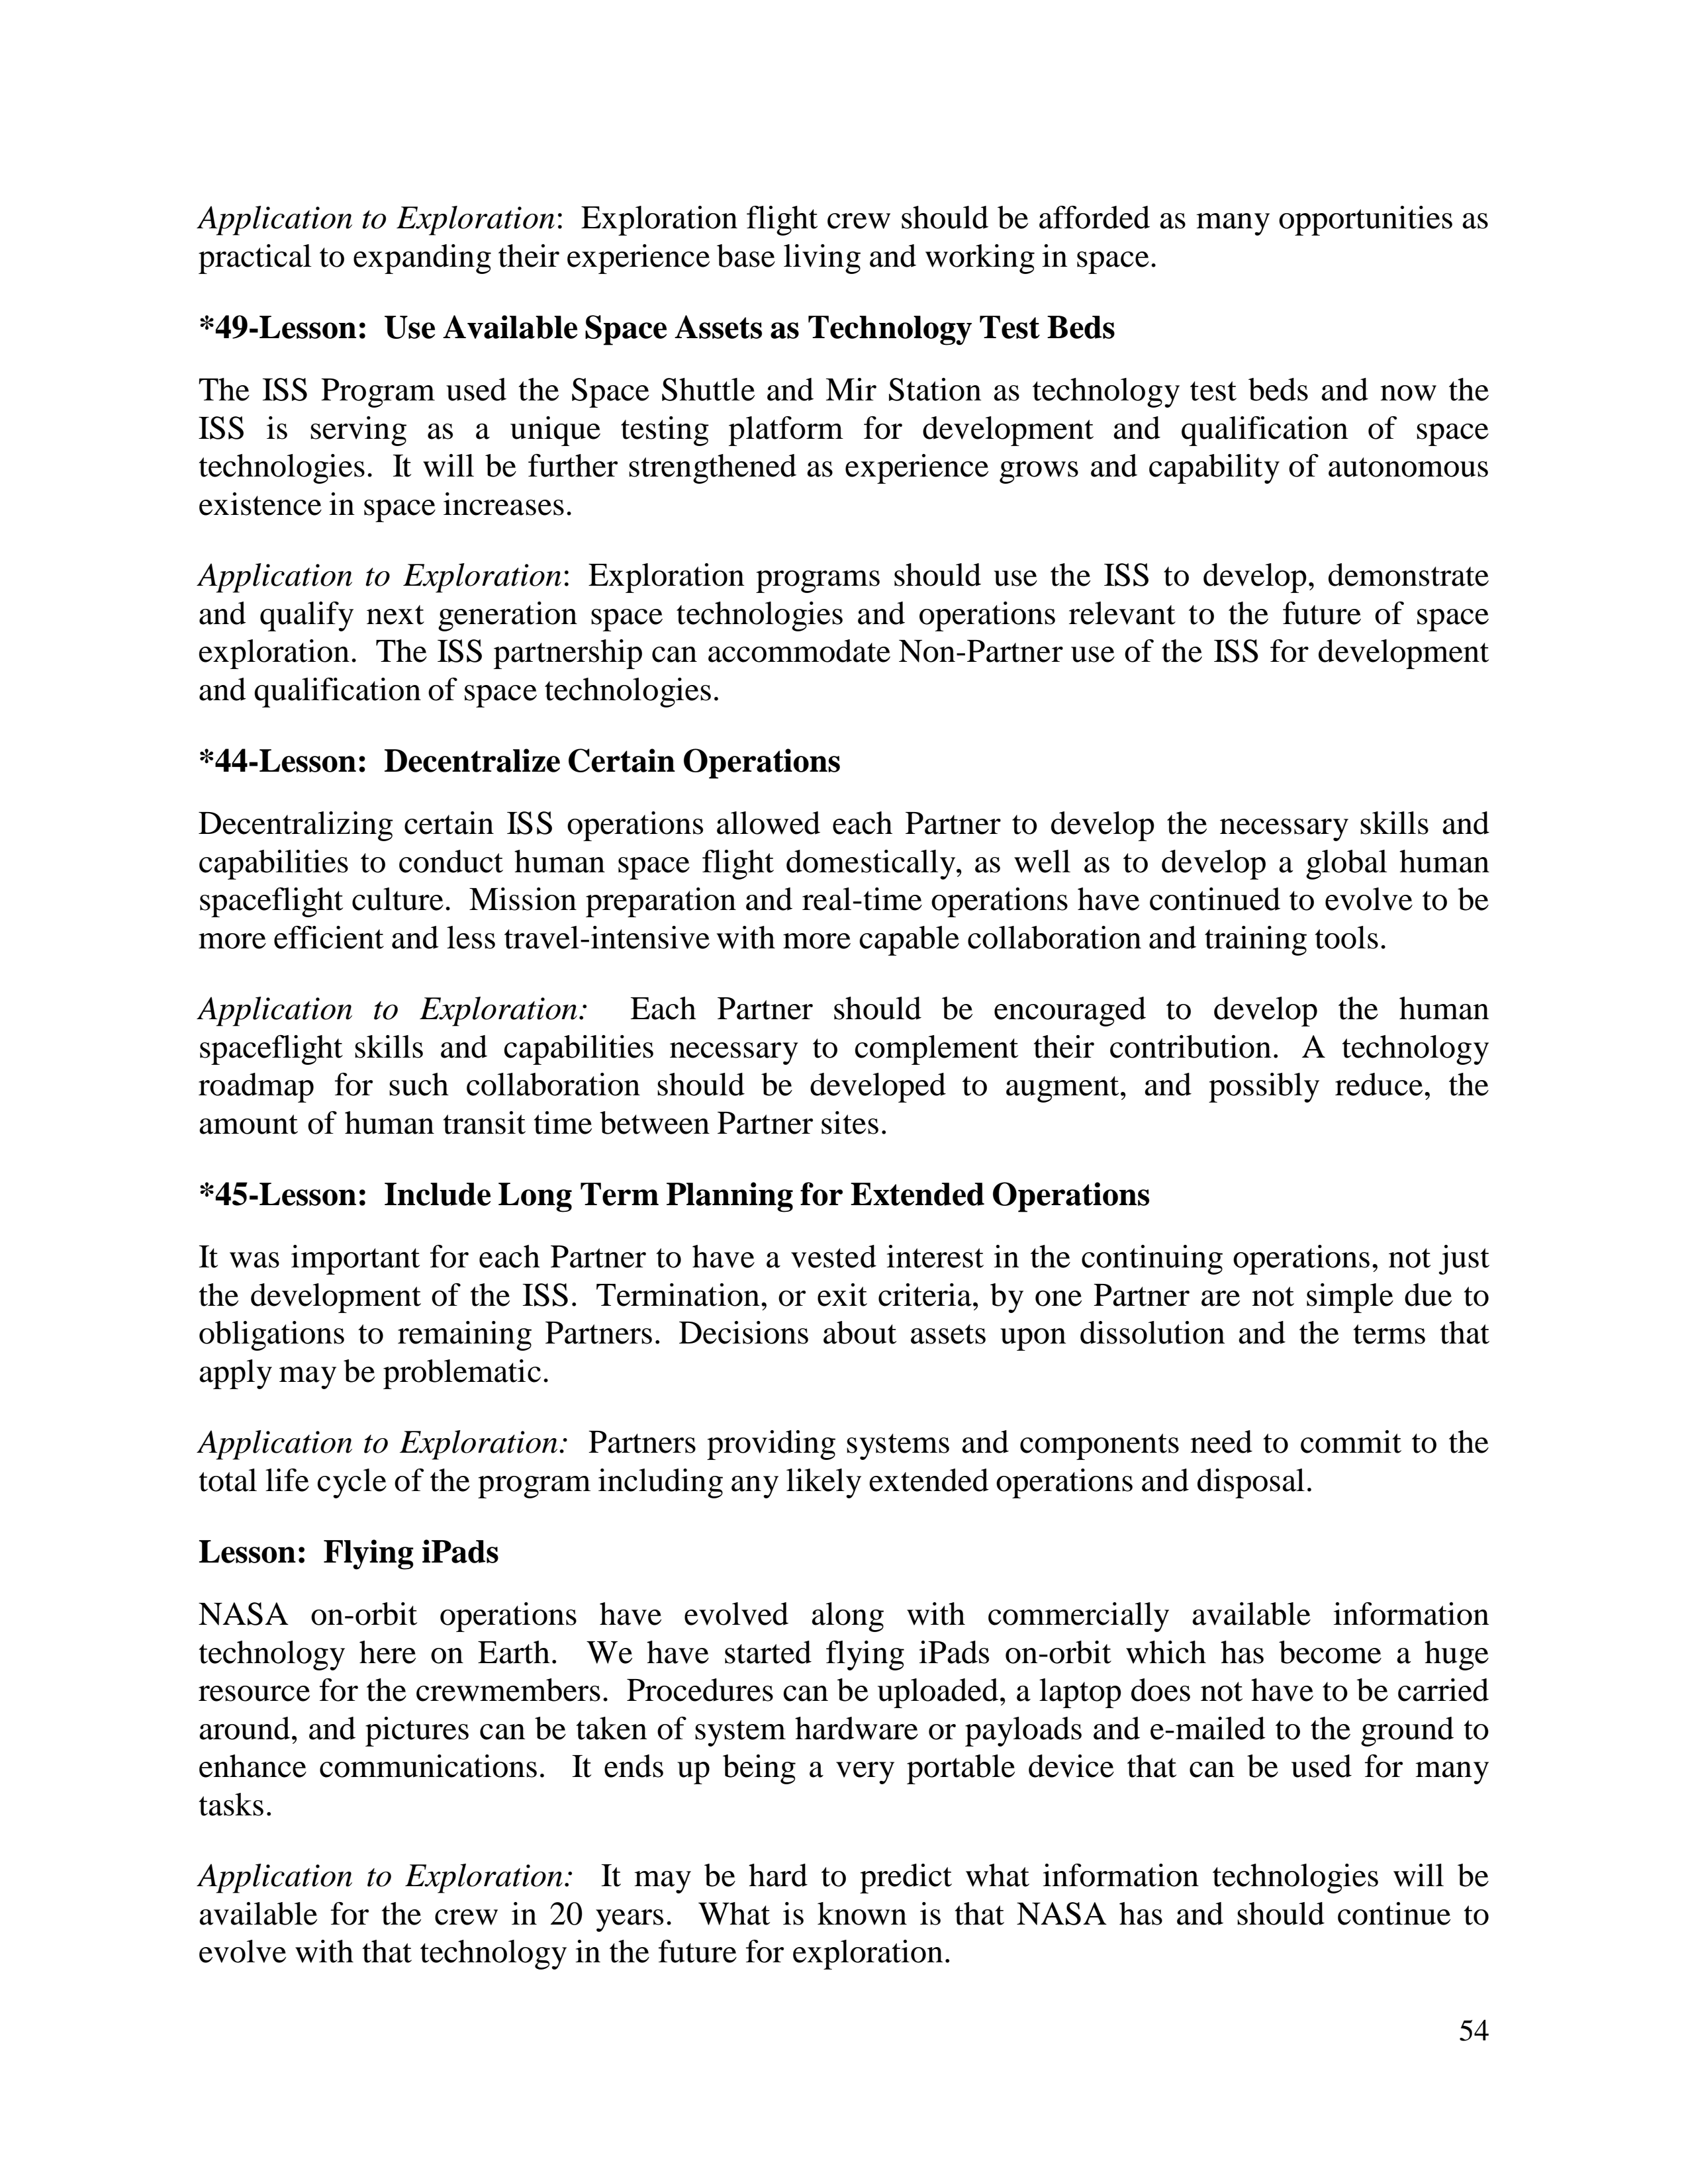 Application to Exploration: Exploration flight crew should be afforded as many opportunities as
practical to expanding their experience base living and working in space.
*49-Lesson: Use Available Space Assets as Technology Test Beds
The ISS Program used the Space Shuttle and Mir Station as technology test beds and now the
ISS is serving as a unique testing platform for development and qualification of space
technologies. It will be further strengthened as experience grows and capability of autonomous
existence in space increases.
Application to Exploration: Exploration programs should use the ISS to develop, demonstrate
and qualify next generation space technologies and operations relevant to the future of space
exploration. The ISS partnership can accommodate Non-Partner use of the ISS for development
and qualification of space technologies.
*44-Lesson: Decentralize Certain Operations
Decentralizing certain ISS operations allowed each Partner to develop the necessary skills and
capabilities to conduct human space flight domestically, as well as to develop a global human
spaceflight culture. Mission preparation and real-time operations have continued to evolve to be
more efficient and less travel-intensive with more capable collaboration and training tools.
Application to Exploration: Each Partner should be encouraged to develop the human
spaceflight skills and capabilities necessary to complement their contribution. A technology
roadmap for such collaboration should be developed to augment, and possibly reduce, the
amount of human transit time between Partner sites.
*45-Lesson: Include Long Term Planning for Extended Operations
It was important for each Partner to have a vested interest in the continuing operations, not just
the development of the ISS. Termination, or exit criteria, by one Partner are not simple due to
obligations to remaining Partners. Decisions about assets upon dissolution and the terms that
apply may be problematic.
Application to Exploration: Partners providing systems and components need to commit to the
total life cycle of the program including any likely extended operations and disposal.
Lesson: Flying iPads
NASA on-orbit operations have evolved along with commercially available information
technology here on Earth. We have started flying iPads on-orbit which has become a huge
resource for the crewmembers. Procedures can be uploaded, a laptop does not have to be carried
around, and pictures can be taken of system hardware or payloads and e-mailed to the ground to
enhance communications. It ends up being a very portable device that can be used for many
tasks.
Application to Exploration: It may be hard to predict what information technologies will be
available for the crew in 20 years. What is known is that NASA has and should continue to
evolve with that technology in the future for exploration.
54